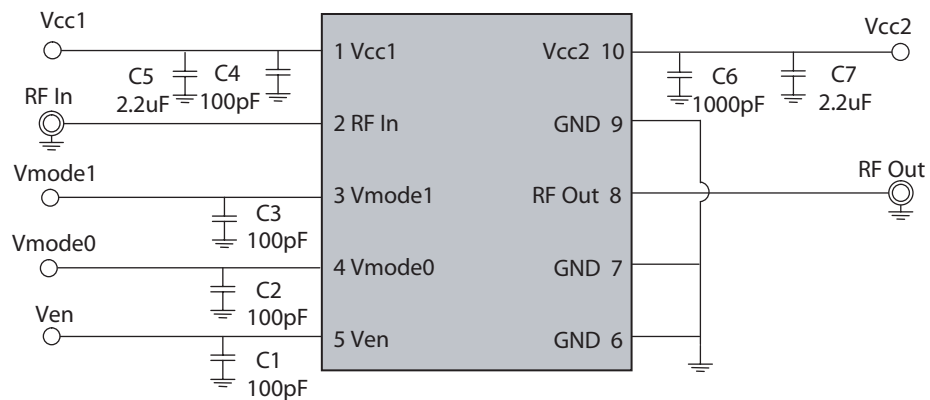 Vcc1
1 Vcc1
C5
2.2uF
C4
100pF
RF In
2 RF In
Vmode1
3 Vmode1
C3
100pF
Vmode0
4 Vmode0
C2
100pF
Ven
5 Ven
C1
100pF
Vcc2 10
Vcc2
C6
1000pF
C7
2.2uF
GND 9
RF Out 8
RF Out
GND 7
GND 6